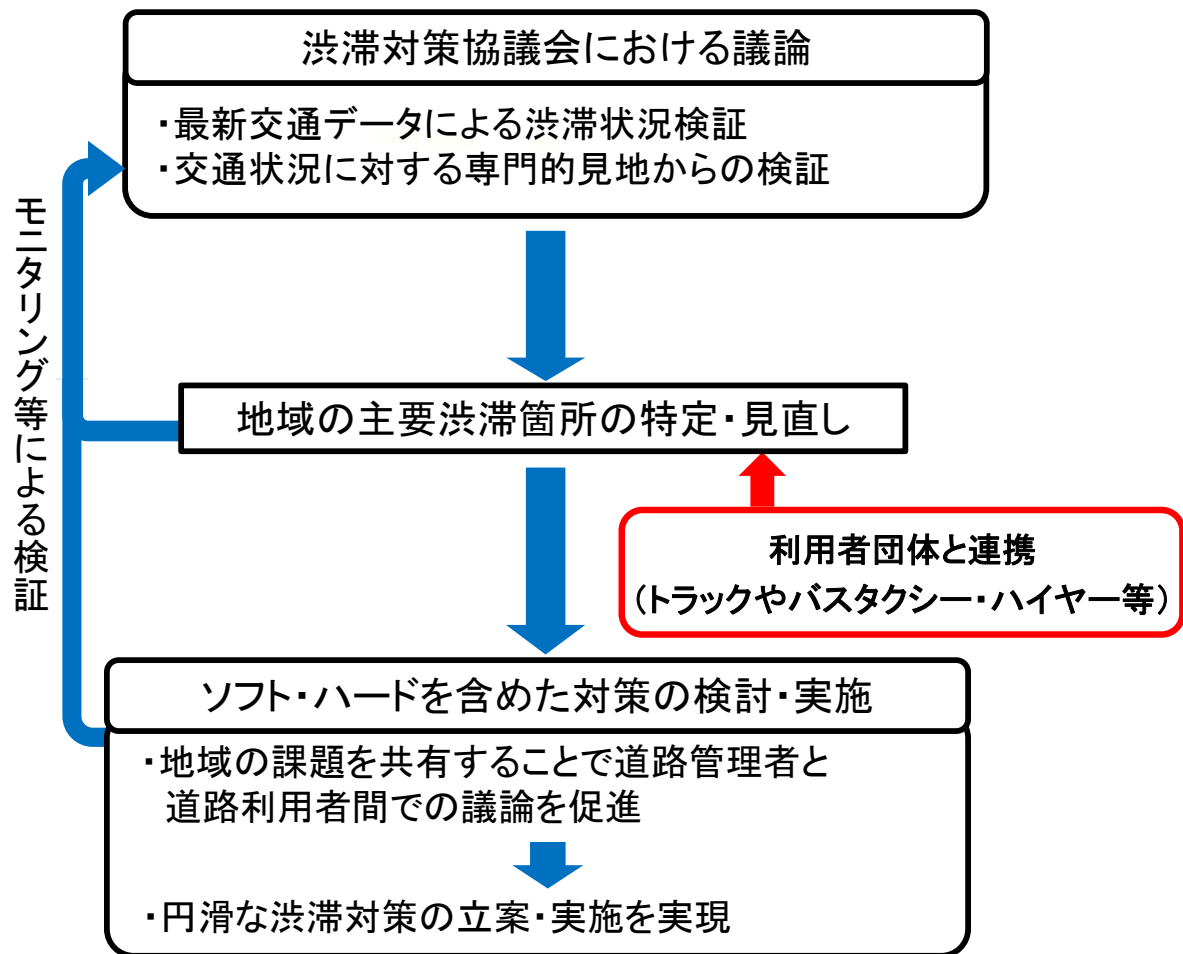 渋滞対策協議会における議論
・最新交通データによる渋滞状況検証
・交通状況に対する専門的見地からの検証
モニタリング等による検証
地域の主要渋滞箇所の特定・見直し
利用者団体と連携
(トラックやバスタクシー・ハイヤー等)
ソフト・ハードを含めた対策の検討・実施
・地域の課題を共有することで道路管理者と
道路利用者間での議論を促進
・円滑な渋滞対策の立案・実施を実現